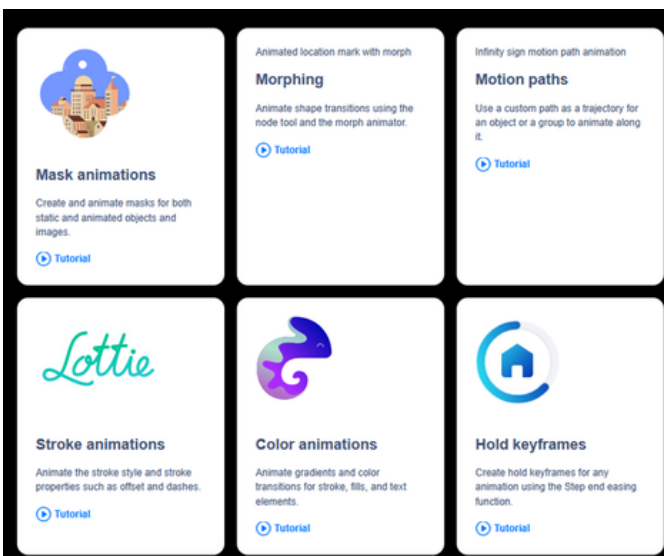 Mask animations
Create and animate masks for both
static and animated objects and
images.
Tutorial
Animated location mark with morph
Morphing
Animate shape transitions using the
node tool and the morph animator.
Tutorial
Infinity sign motion path animation
Motion paths
Use a custom path as a trajectory for
an object or a group to animate along
it.
Tutorial
Lottie
Stroke animations
Animate the stroke style and stroke
properties such as offset and dashes.
Tutorial
Color animations
Animate gradients and color
transitions for stroke, fills, and text
elements.
Tutorial
Hold keyframes
Create hold keyframes for any
animation using the Step end easing
function.
Tutorial